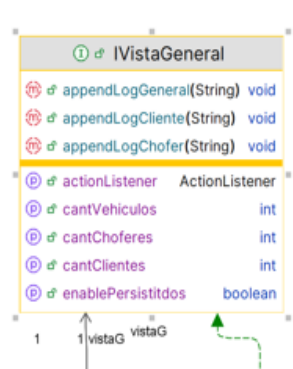 I IVistaGeneral
m appendLogGeneral(String) void
m appendLogCliente(String) void
m appendLogChofer(String) void
p actionListener ActionListener
p cantVehiculos int
p cantChoferes int
p cantClientes int
p enablePersistitdos boolean
1 1 vistaG vistaG